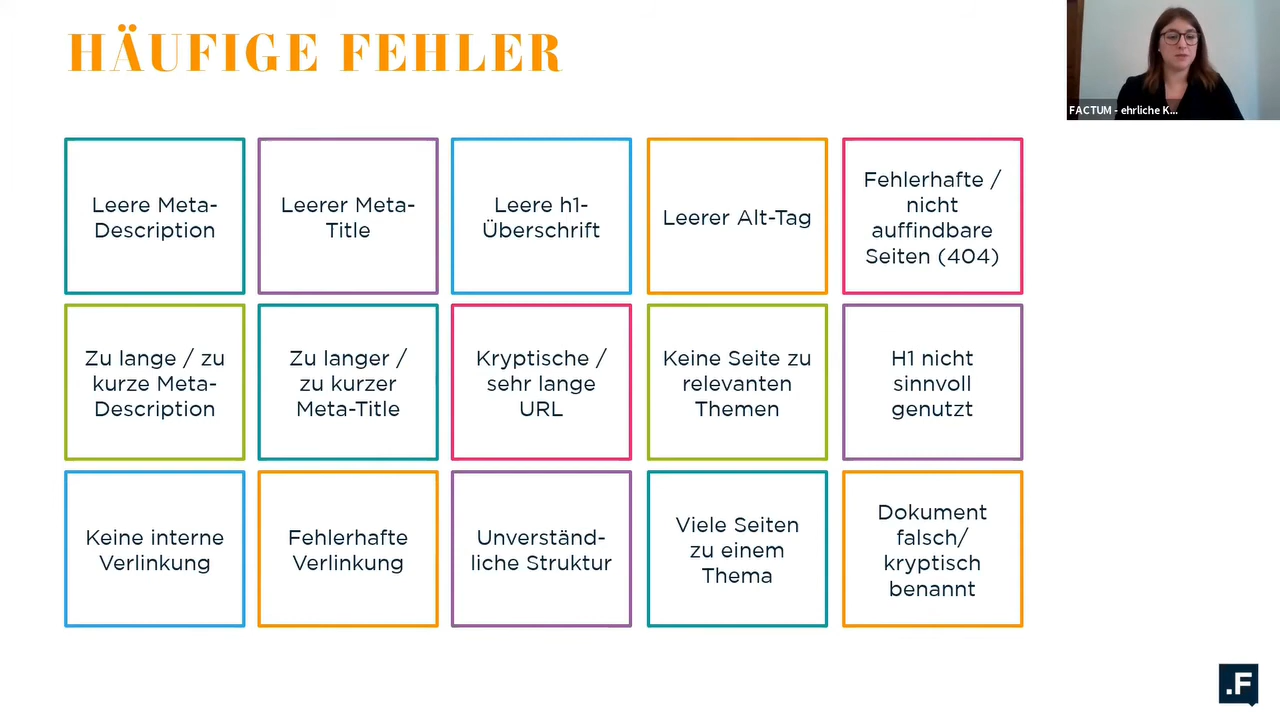 HÄUFIGE FEHLER
FACTUM - ehrliche K...
Leere Meta-
Description
Leerer Meta-
Title
Leere h1-
Überschrift
Leerer Alt-Tag
Fehlerhafte /
nicht
auffindbare
Seiten (404)
Zu lange / zu
kurze Meta-
Description
Zu langer /
zu kurzer
Meta-Title
Kryptische /
sehr lange
URL
Keine Seite zu
relevanten
Themen
H1 nicht
sinnvoll
genutzt
Keine interne
Verlinkung
Fehlerhafte
Verlinkung
Unverständ-
liche Struktur
Viele Seiten
zu einem
Thema
Dokument
falsch/
kryptisch
benannt
.F